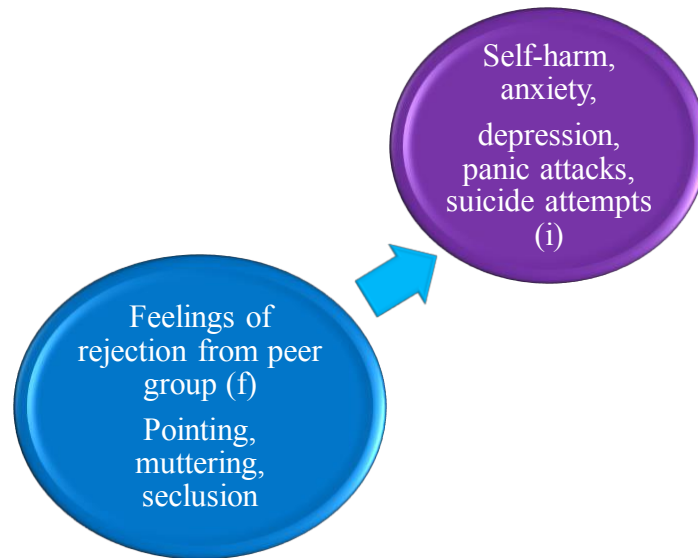 Self-harm,
anxiety,
depression,
panic attacks,
suicide attempts
(i)
Feelings of
rejection from peer
group (f)
Pointing,
muttering,
seclusion